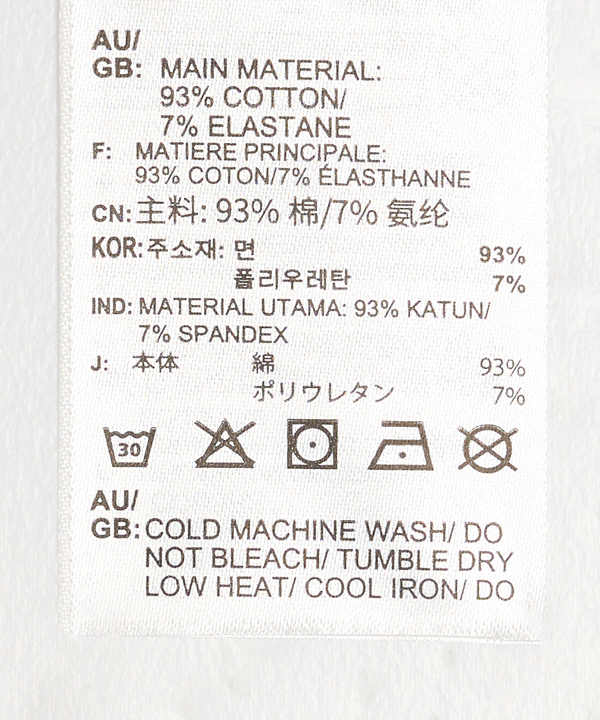 AU/
GB: MAIN MATERIAL:
93% COTTON/
7% ELASTANE
F: MATIERE PRINCIPALE:
93% COTON/7% ÉLASTHANNE
CN: 主料: 93% 棉/7% 氨纶
KOR: 주소재: 면 93%
폴리우레탄 7%
IND: MATERIAL UTAMA: 93% KATUN/
7% SPANDEX
J: 本体 綿 93%
ポリウレタン 7%
30
AU/
GB: COLD MACHINE WASH/ DO
NOT BLEACH/ TUMBLE DRY
LOW HEAT/ COOL IRON/ DO